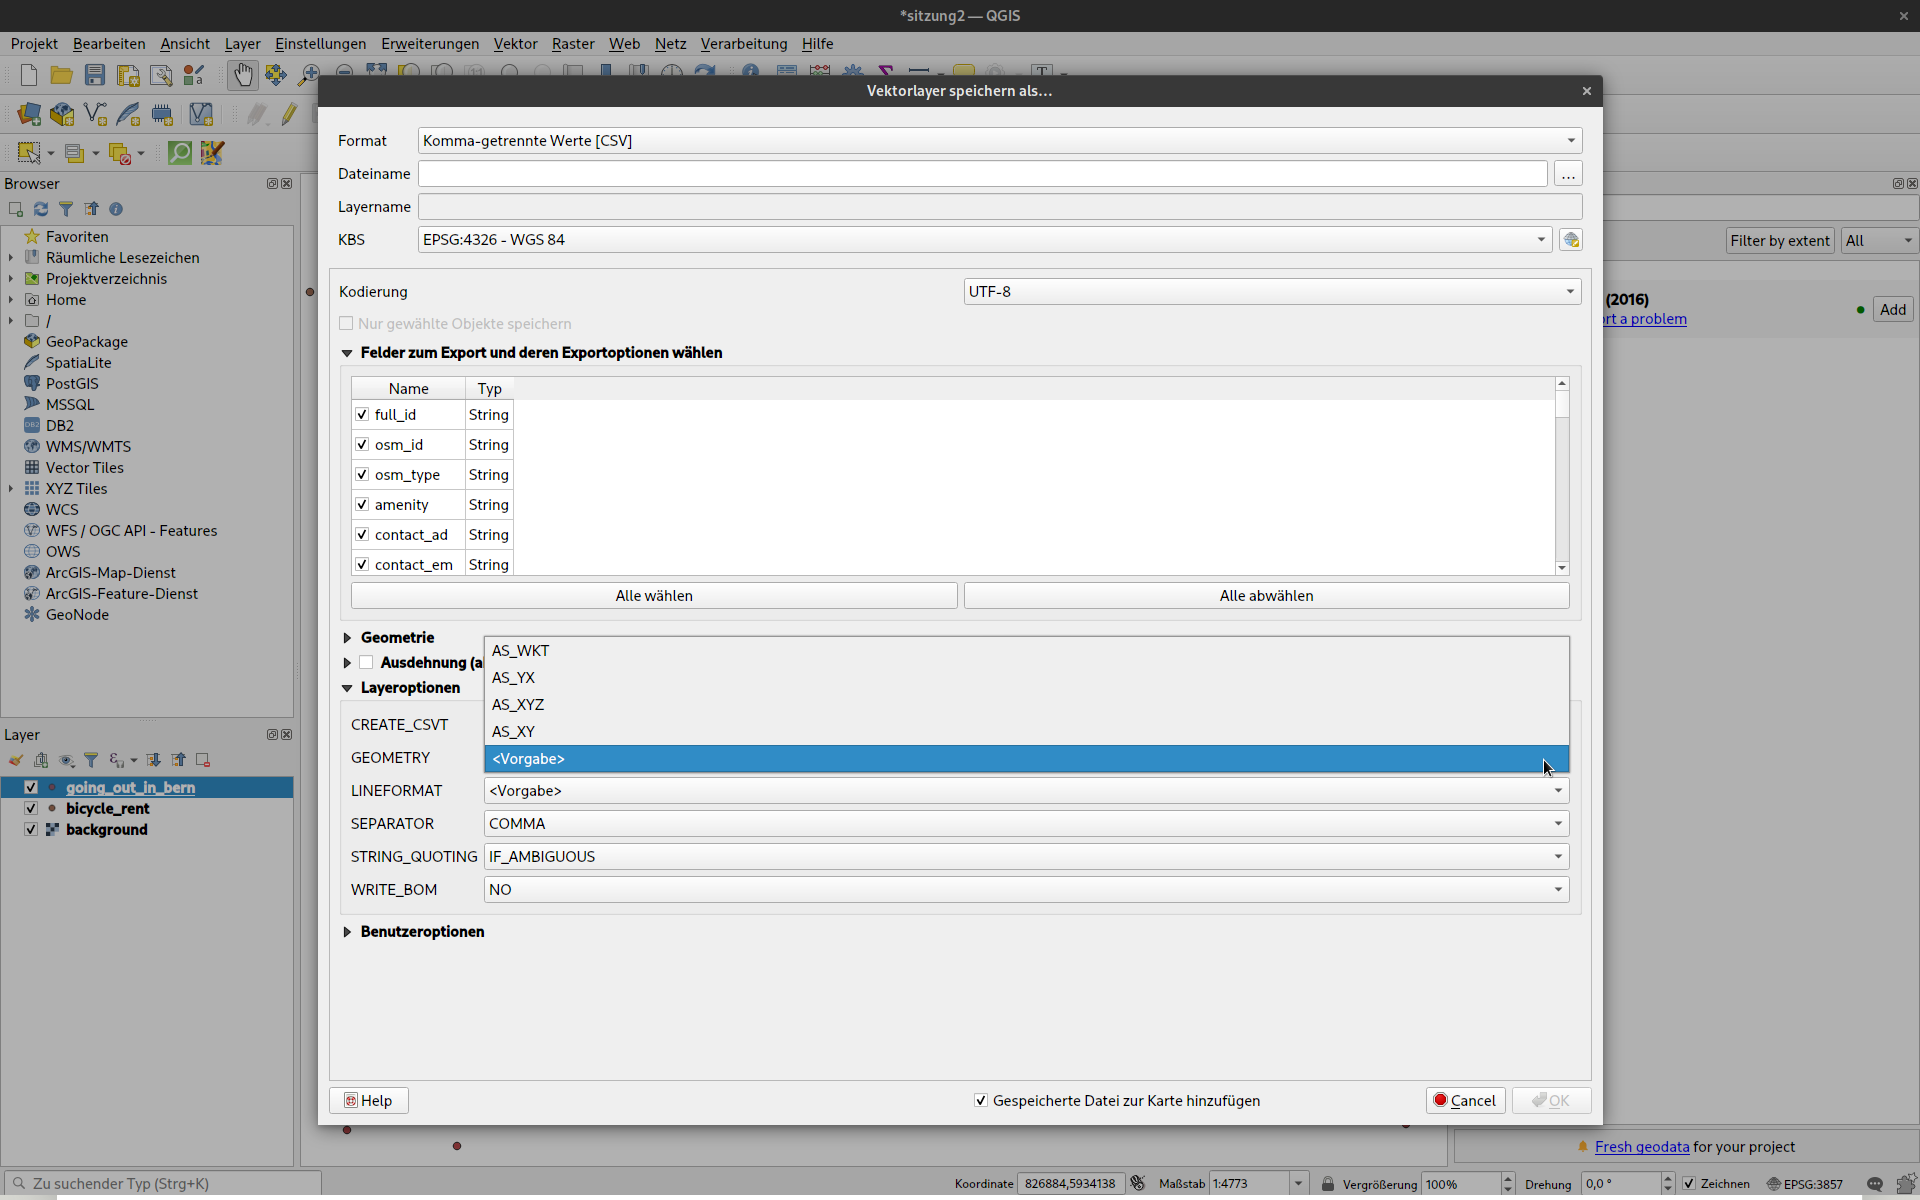 *sitzung2 — QGIS
Projekt Bearbeiten Ansicht Layer Einstellungen Erweiterungen Vektor Raster Web Netz Verarbeitung Hilfe
Vektorlayer speichern als...
Format Komma-getrennte Werte [CSV]
Dateiname ...
Layername
KBS EPSG:4326 - WGS 84
Kodierung UTF-8
Nur gewählte Objekte speichern
Felder zum Export und deren Exportoptionen wählen
Name Typ
full_id String
osm_id String
osm_type String
amenity String
contact_ad String
contact_em String
Alle wählen Alle abwählen
Geometrie
Ausdehnung (a
Layeroptionen
AS_WKT
AS_YX
AS_XYZ
AS_XY
<Vorgabe>
CREATE_CSVT
GEOMETRY
LINEFORMAT <Vorgabe>
SEPARATOR COMMA
STRING_QUOTING IF_AMBIGUOUS
WRITE_BOM NO
Benutzeroptionen
Help Gespeicherte Datei zur Karte hinzufügen Cancel OK
Browser
Favoriten
Räumliche Lesezeichen
Projektverzeichnis
Home
/
GeoPackage
SpatiaLite
PostGIS
MSSQL
DB2
WMS/WMTS
Vector Tiles
XYZ Tiles
WCS
WFS / OGC API - Features
OWS
ArcGIS-Map-Dienst
ArcGIS-Feature-Dienst
GeoNode
Layer
going_out_in_bern
bicycle_rent
background
Filter by extent All
(2016)
rt a problem
Add
Fresh geodata for your project
Zu suchender Typ (Strg+K) Koordinate 826884,5934138 Maßstab 1:4773 Vergrößerung 100% Drehung 0,0 ° Zeichnen EPSG:3857